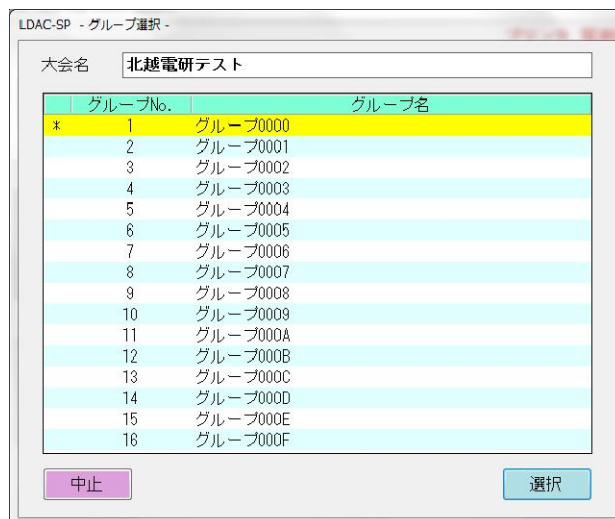 LDAC-SP - グループ選択 -
大会名 北越電研テスト
グループNo. グループ名
* 1 グループ0000
2 グループ0001
3 グループ0002
4 グループ0003
5 グループ0004
6 グループ0005
7 グループ0006
8 グループ0007
9 グループ0008
10 グループ0009
11 グループ000A
12 グループ000B
13 グループ000C
14 グループ000D
15 グループ000E
16 グループ000F
中止 選択